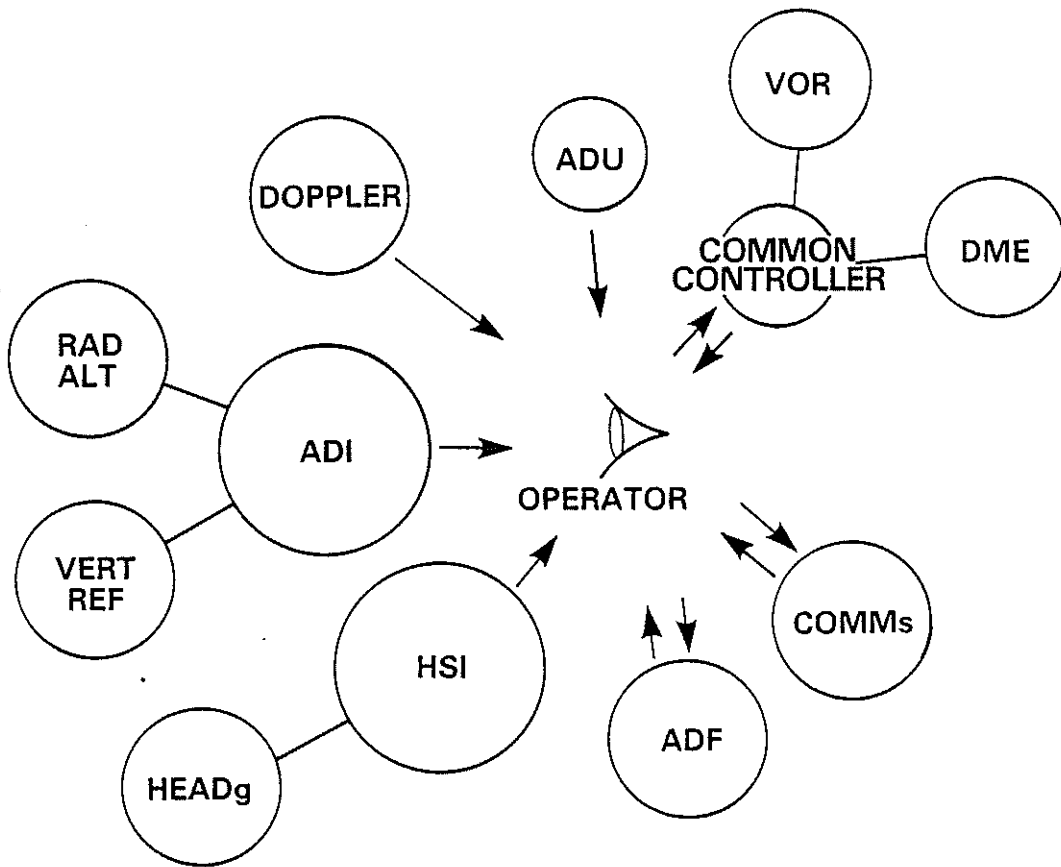 VOR
ADU
DOPPLER
COMMON
CONTROLLER
DME
RAD
ALT
ADI
OPERATOR
VERT
REF
COMMs
HSI
ADF
HEADg